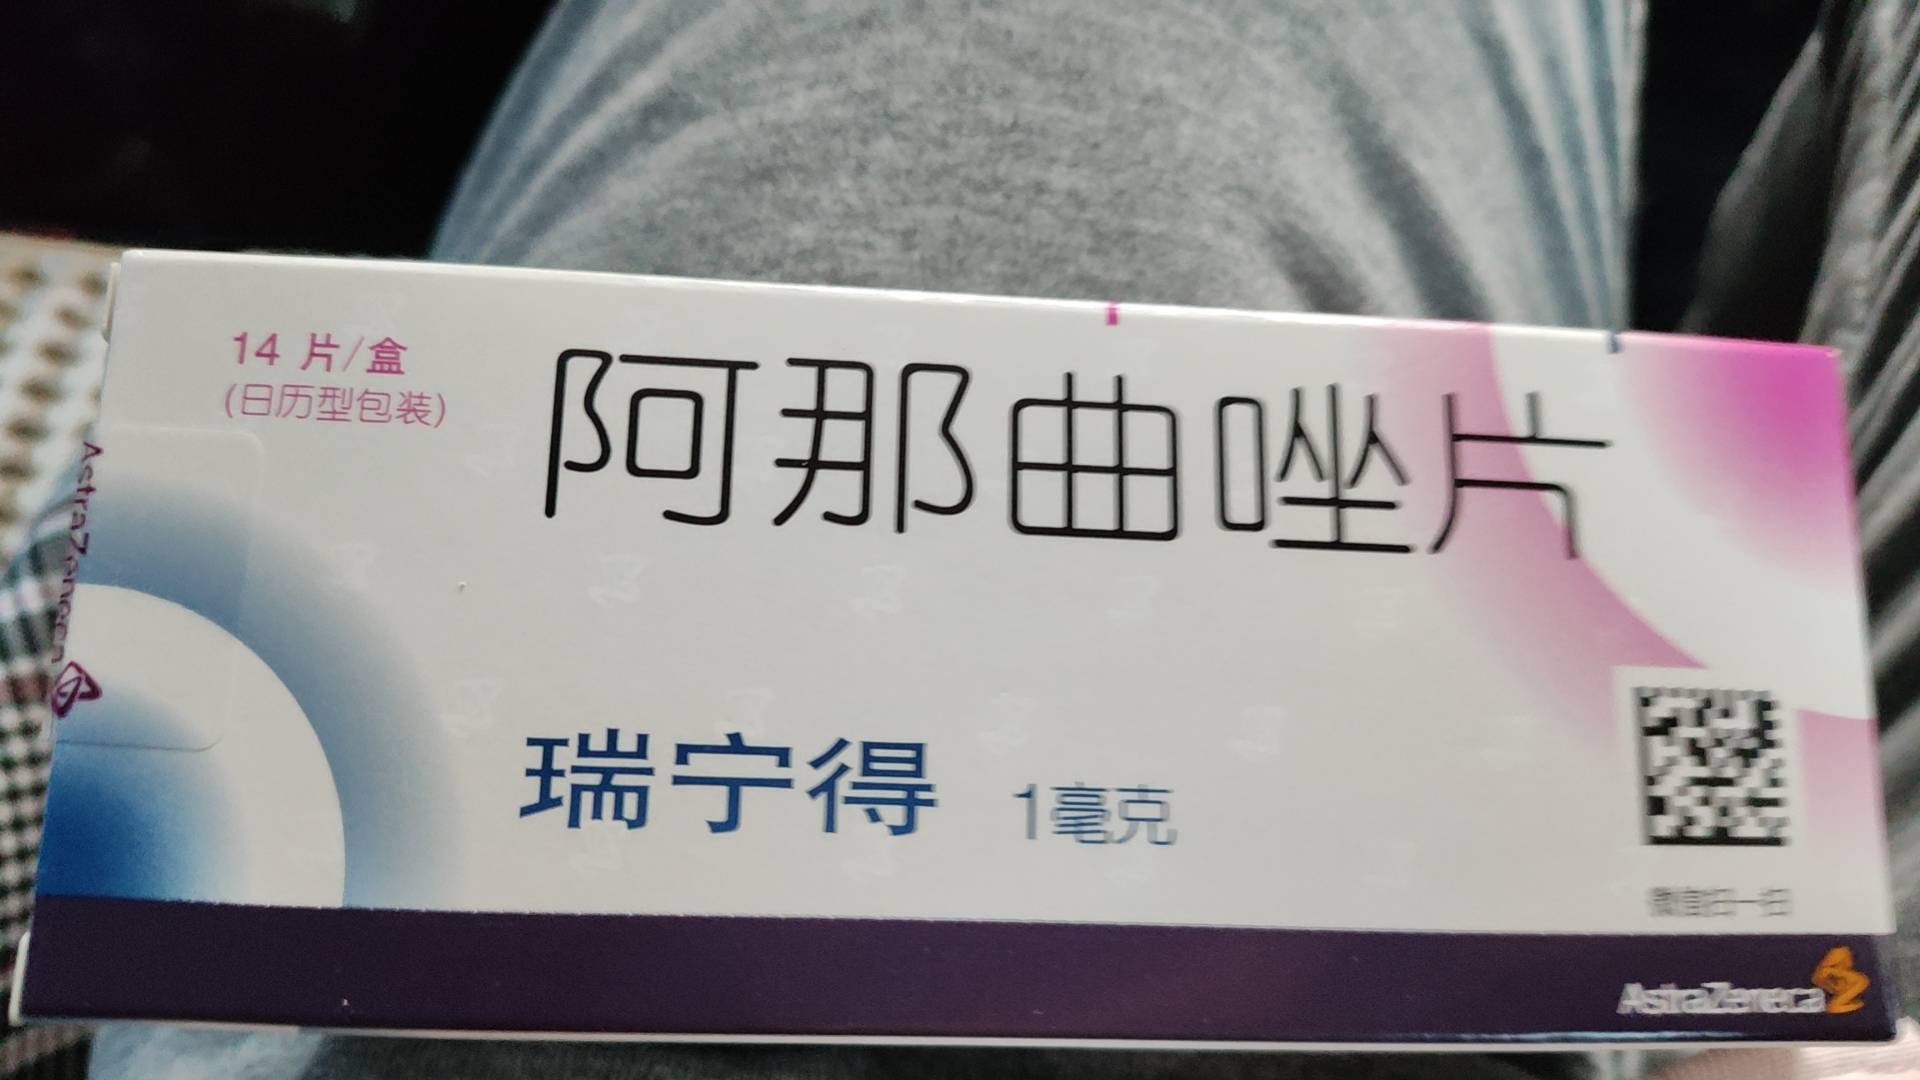 14 片/盒
(日历型包装)
阿那曲唑片
AstraZeneca
瑞宁得 1毫克
微信扫一扫
AstraZeneca